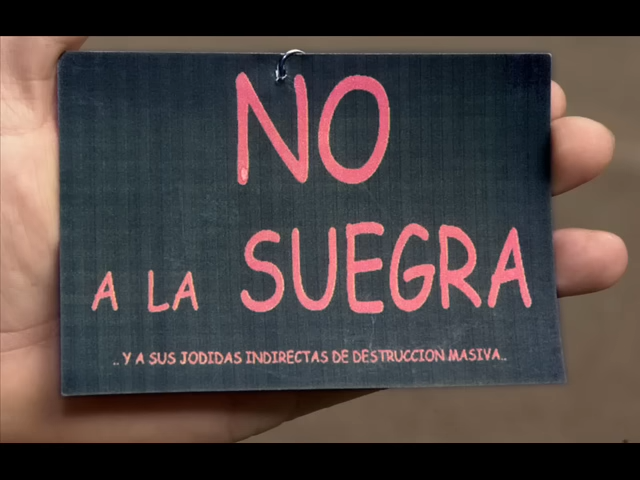 NO
A LA SUEGRA
.. Y A SUS JODIDAS INDIRECTAS DE DESTRUCCION MASIVA..